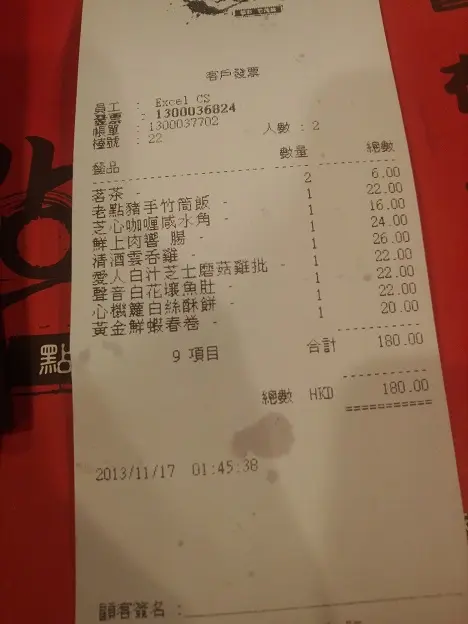 客戶發票
員工 : Excel CS
發票 : 1300036824
帳單 : 1300037702
檯號 : 22 人數 : 2
餐品 數量 總數
茗茶 - 2 6.00
老點豬手竹筒飯 - 1 22.00
芝心咖喱咸水角 - 1 16.00
鮮上肉響 腸 - 1 24.00
清酒雲吞雞 - 1 26.00
愛人白汁芝士磨菇雞批 - 1 22.00
聲音白花壤魚肚 - 1 22.00
心機蘿白絲酥餅 - 1 22.00
黃金鮮蝦春卷 - 1 20.00
9 項目 合計 180.00
總數 HKD 180.00
2013/11/17 01:45:38
顧客簽名 :
點